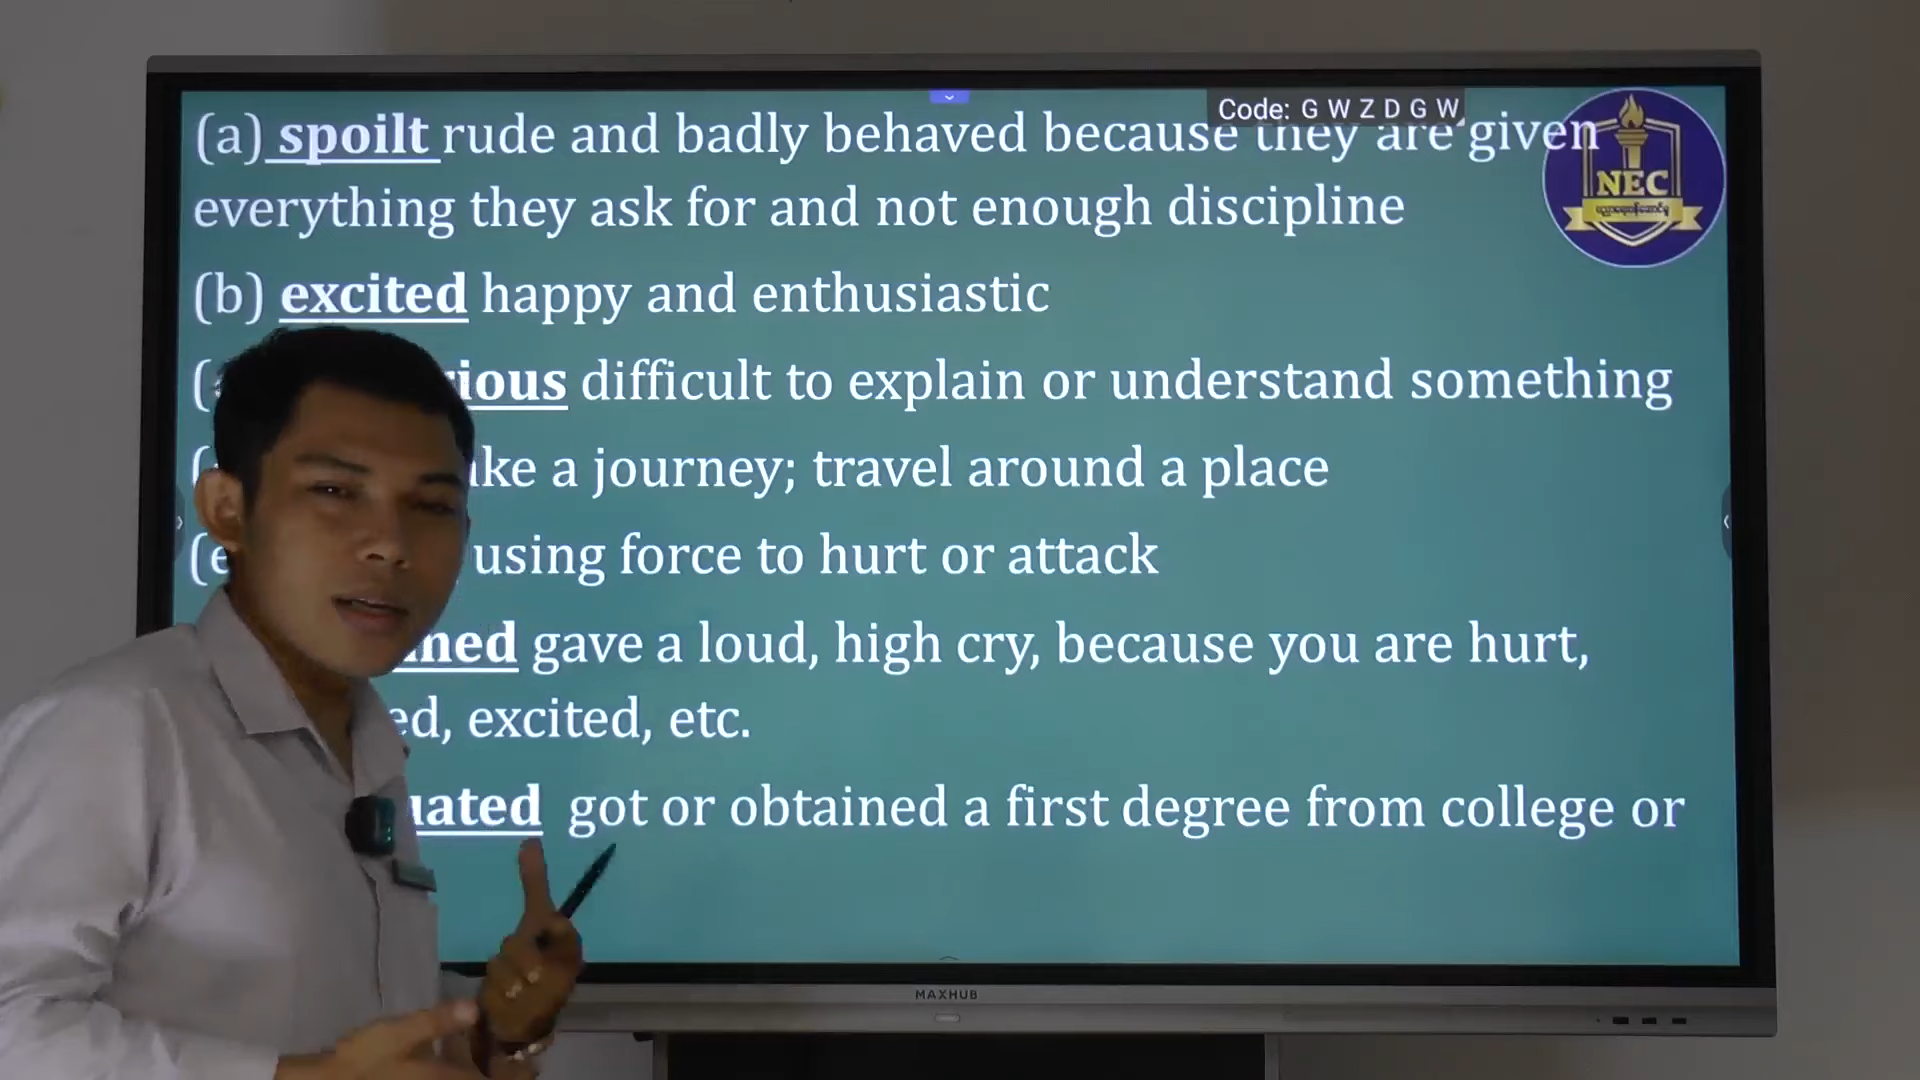 Code: G W Z D G W
(a) spoilt rude and badly behaved because they are given
everything they ask for and not enough discipline
NEC
(b) excited happy and enthusiastic
rious difficult to explain or understand something
ke a journey; travel around a place
(e using force to hurt or attack
med gave a loud, high cry, because you are hurt,
ed, excited, etc.
uated got or obtained a first degree from college or
MAXHUB